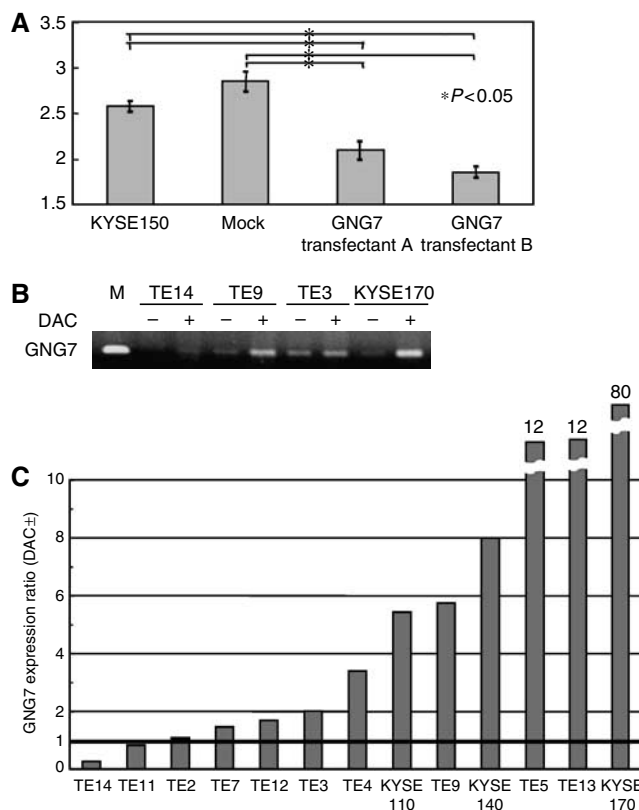 A
3.5
3
2.5
2
1.5
* * * *
*P<0.05
KYSE150 Mock GNG7 transfectant A GNG7 transfectant B
B
M TE14 TE9 TE3 KYSE170
DAC − + − + − + − +
GNG7
C
GNG7 expression ratio (DAC±)
10
8
6
4
2
1
0
12 12 80
TE14 TE11 TE2 TE7 TE12 TE3 TE4 KYSE 110 TE9 KYSE 140 TE5 TE13 KYSE 170